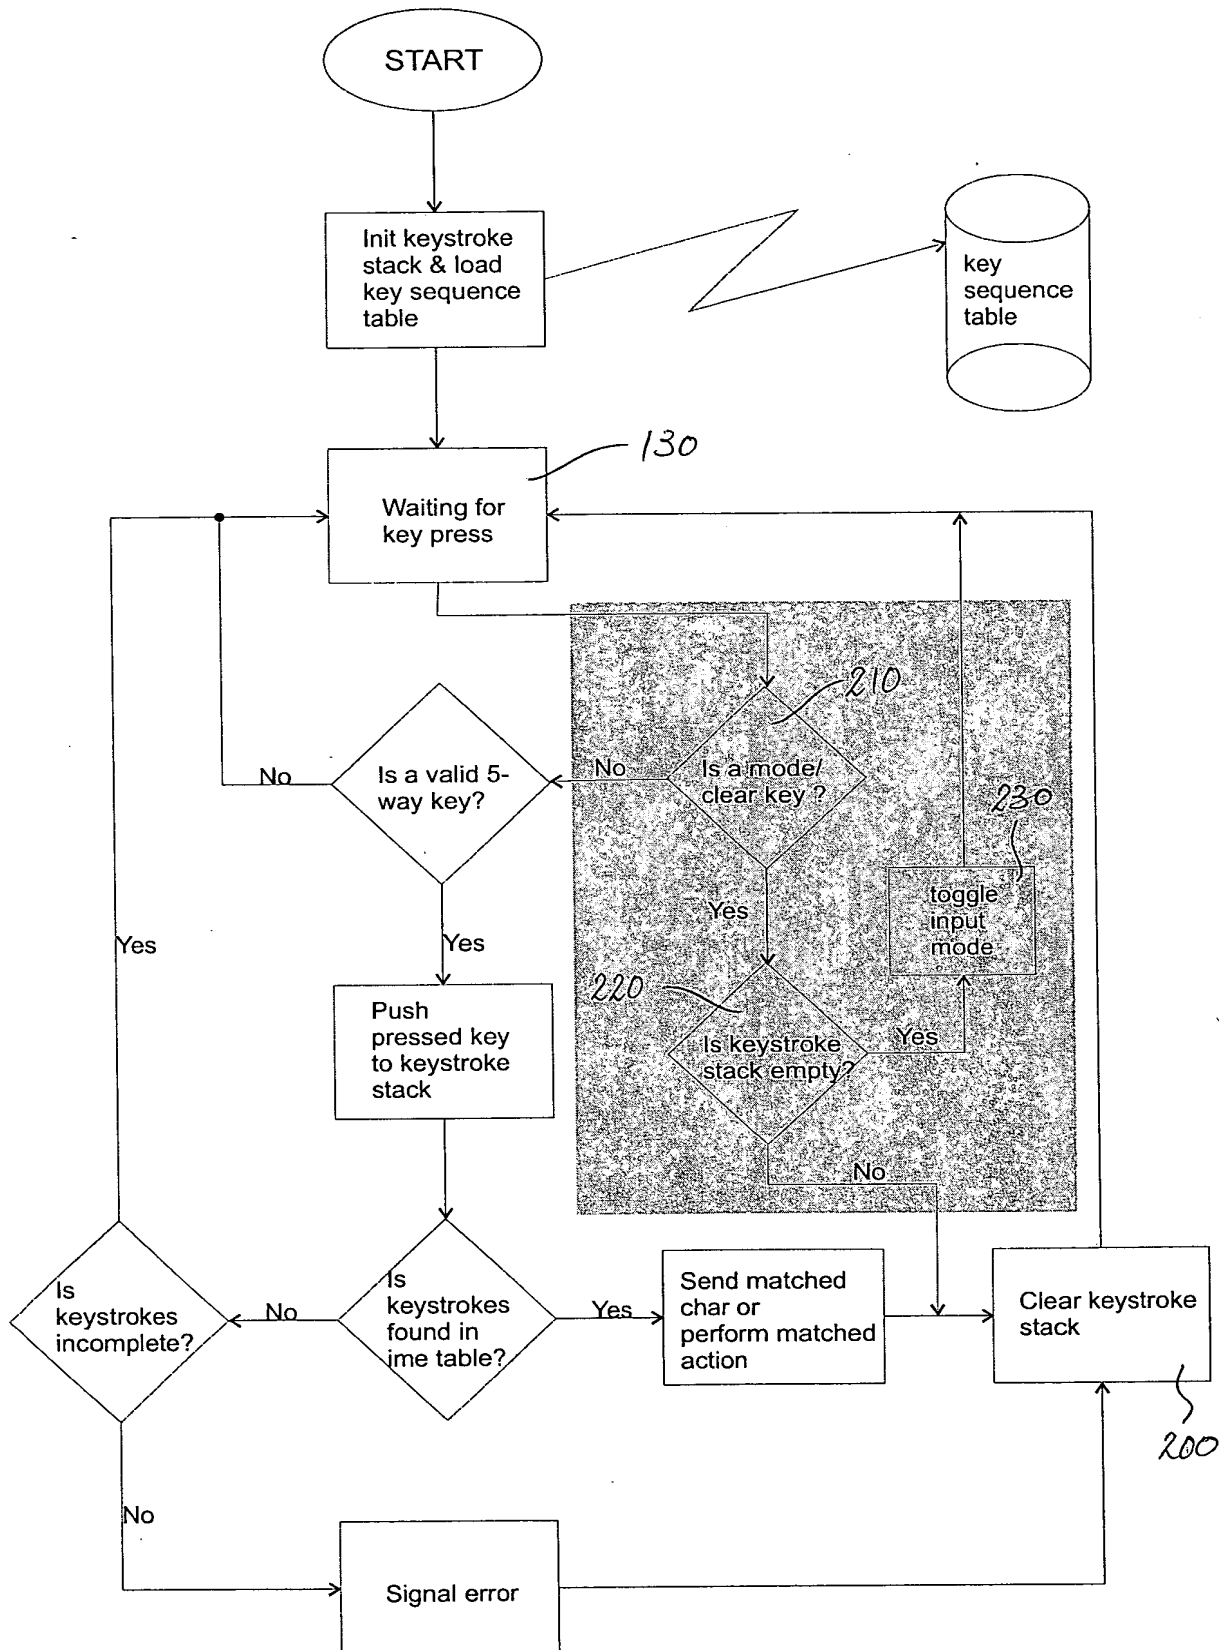 START
Init keystroke
stack & load
key sequence
table
key
sequence
table
130
Waiting for
key press
210
Is a mode/
clear key ?
No
Is a valid 5-
way key?
No
230
toggle
input
mode
Yes
Yes
Yes
220
Is keystroke
stack empty?
Yes
Push
pressed key
to keystroke
stack
No
Is
keystrokes
incomplete?
No
Is
keystrokes
found in
ime table?
Yes
Send matched
char or
perform matched
action
Clear keystroke
stack
200
No
Signal error